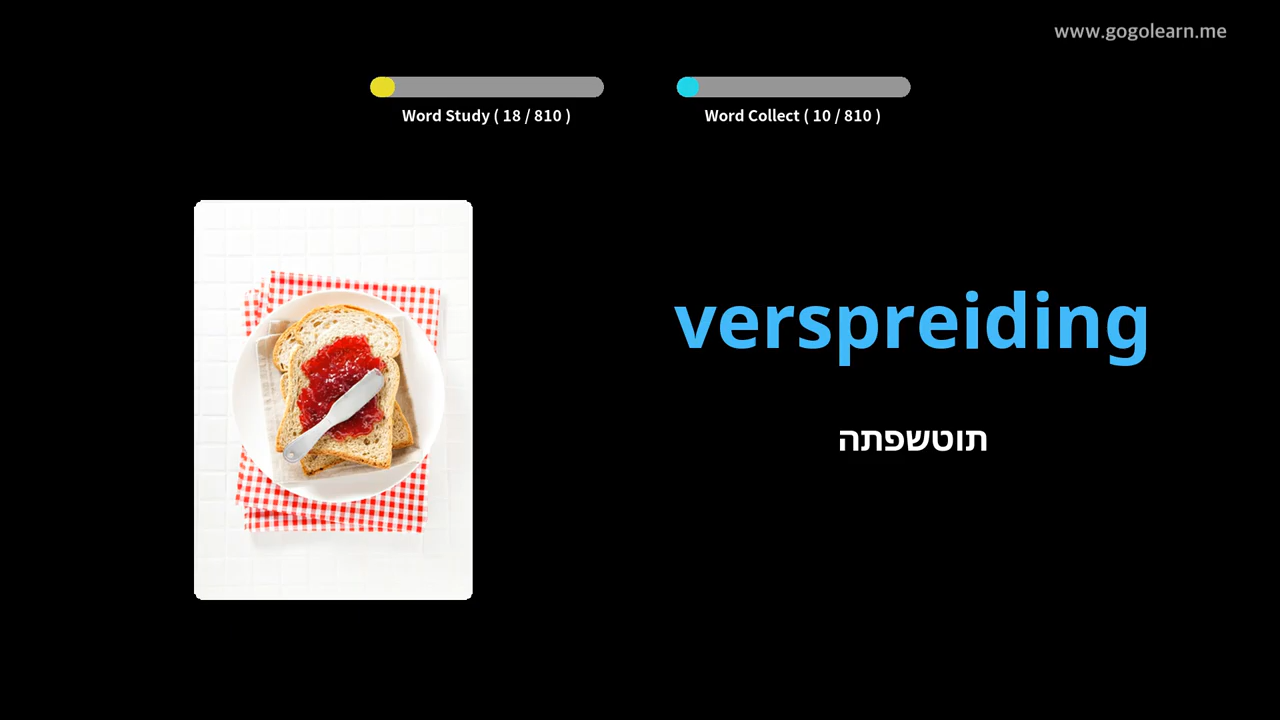 www.gogolearn.me
Word Study ( 18 / 810 )
Word Collect ( 10 / 810 )
verspreiding
תוטשפתה